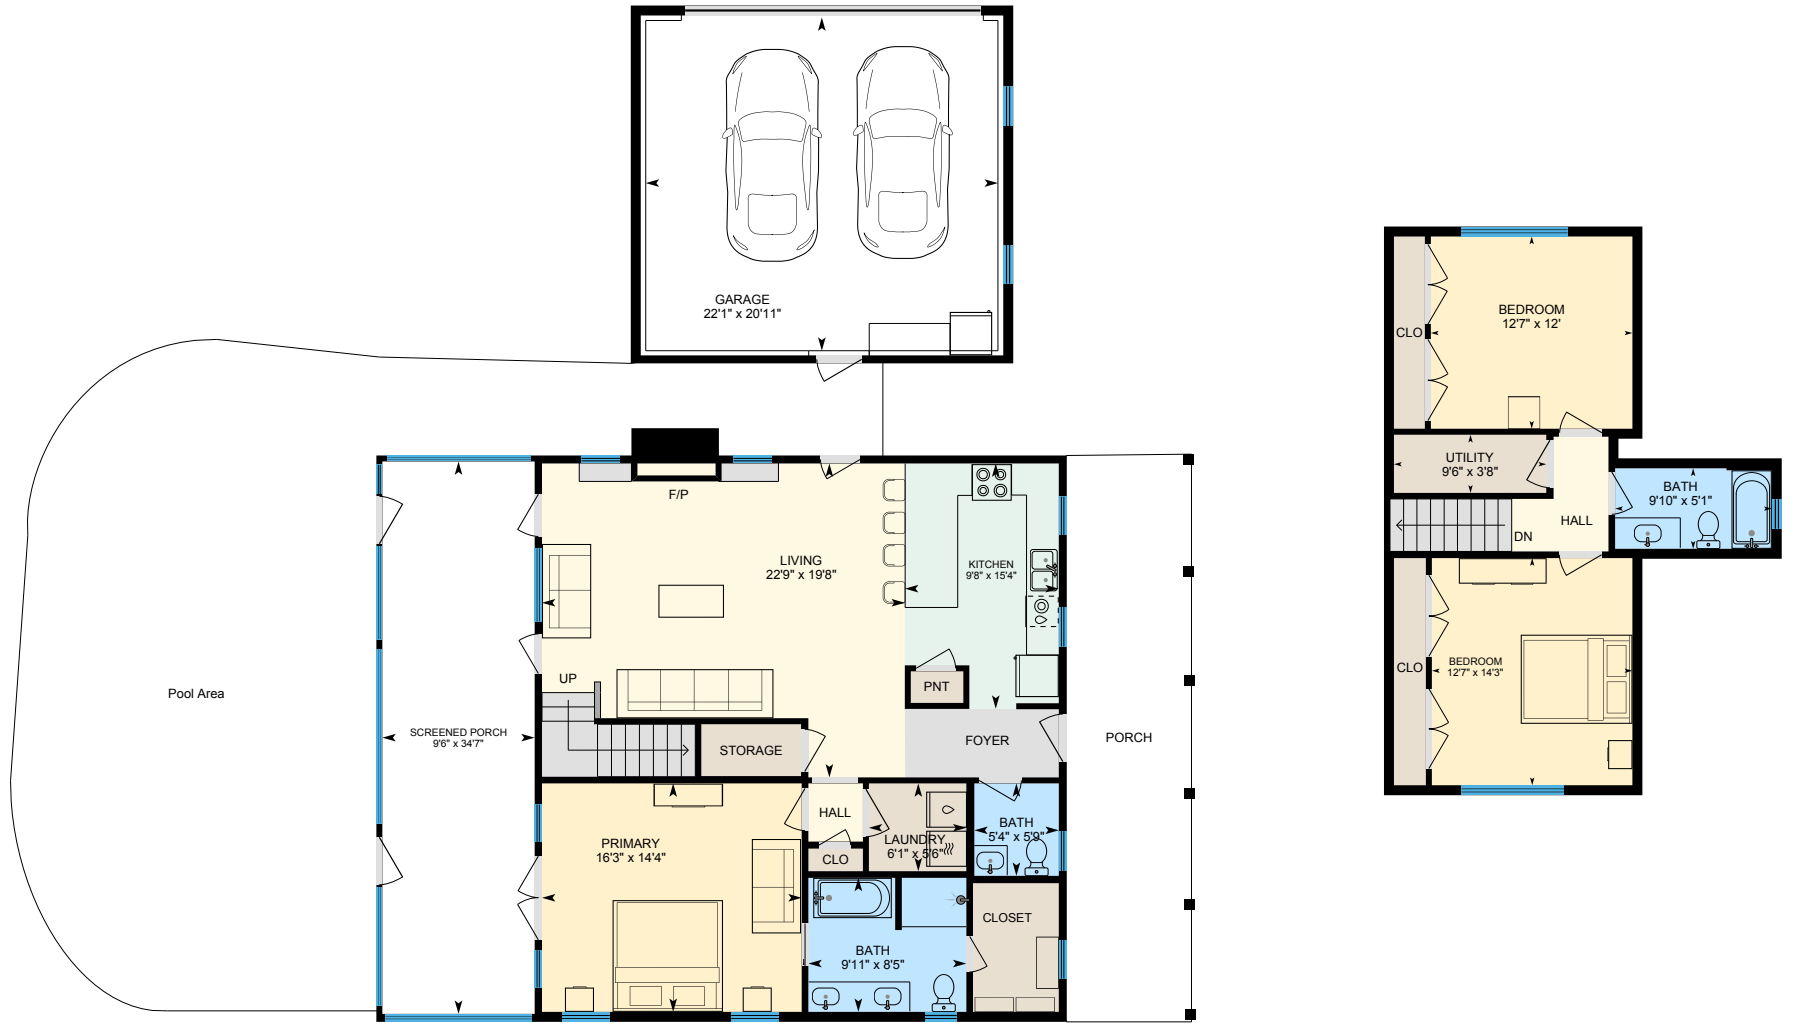 GARAGE
22'1" x 20'11"
F/P
LIVING
22'9" x 19'8"
KITCHEN
9'8" x 15'4"
UP
PNT
Pool Area
SCREENED PORCH
9'6" x 34'7"
STORAGE
FOYER
PORCH
PRIMARY
16'3" x 14'4"
HALL
CLO
LAUNDRY
6'1" x 5'6"
BATH
5'4" x 5'9"
BATH
9'11" x 8'5"
CLOSET
BEDROOM
12'7" x 12'
CLO
UTILITY
9'6" x 3'8"
BATH
9'10" x 5'1"
HALL
DN
CLO
BEDROOM
12'7" x 14'3"